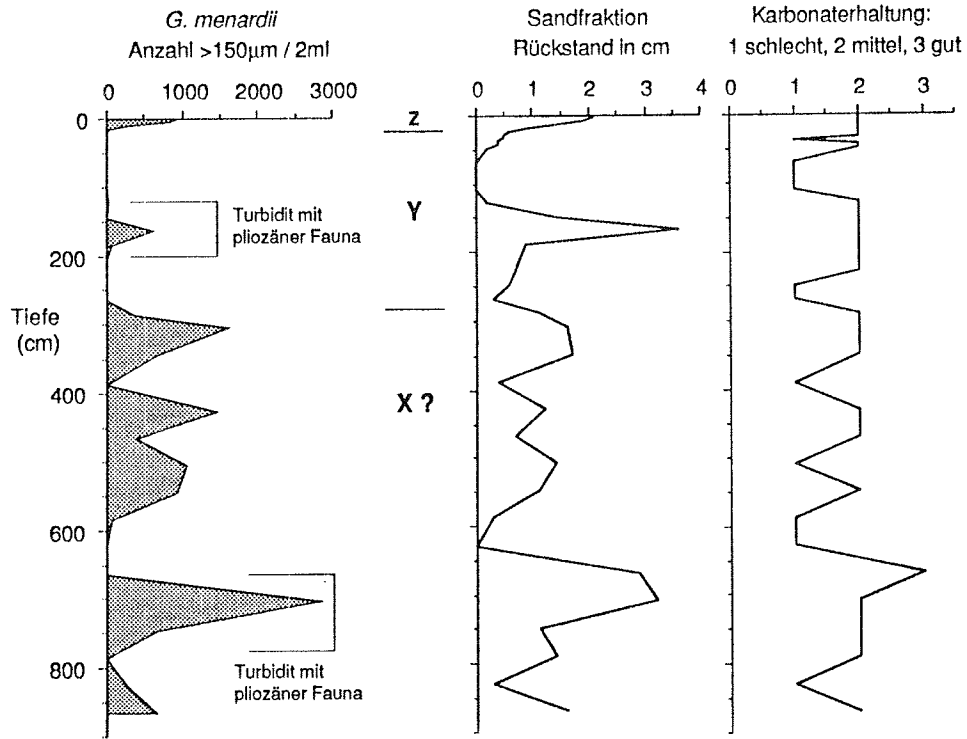 G. menardii
Anzahl >150µm / 2ml
0 1000 2000 3000
Sandfraktion
Rückstand in cm
0 1 2 3 4
Karbonaterhaltung:
1 schlecht, 2 mittel, 3 gut
0 1 2 3
0
200
Tiefe
(cm)
400
600
800
Turbidit mit
pliozäner Fauna
Turbidit mit
pliozäner Fauna
Z
Y
X ?